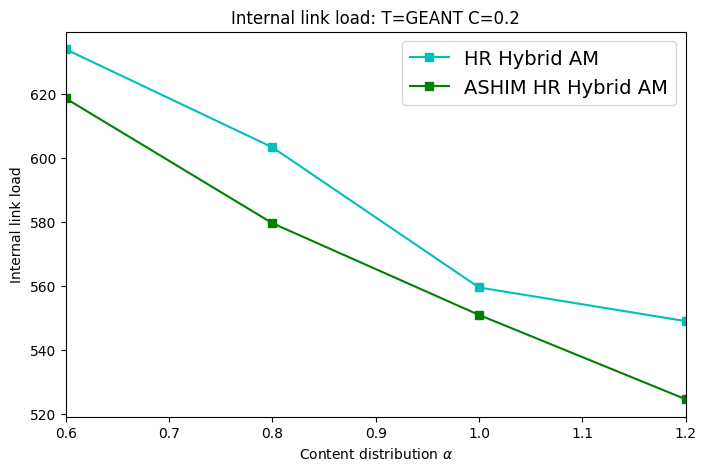 Internal link load: T=GEANT C=0.2
HR Hybrid AM
ASHIM HR Hybrid AM
Internal link load
620
600
580
560
540
520
0.6
0.7
0.8
0.9
1.0
1.1
1.2
Content distribution α